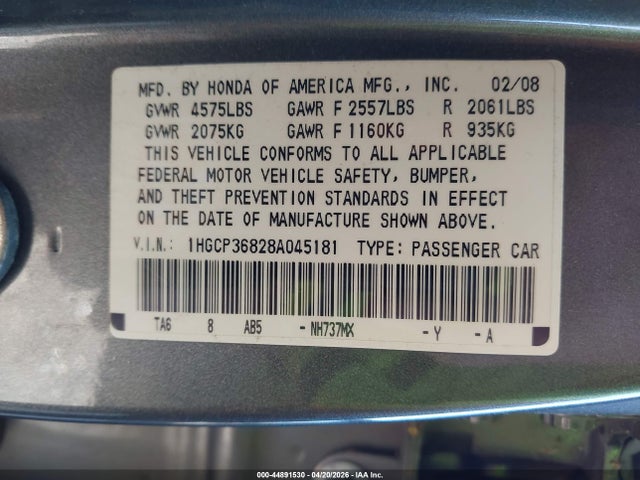 MFD. BY HONDA OF AMERICA MFG., INC. 02/08
GVWR 4575LBS GAWR F 2557LBS R 2061LBS
GVWR 2075KG GAWR F 1160KG R 935KG
THIS VEHICLE CONFORMS TO ALL APPLICABLE
FEDERAL MOTOR VEHICLE SAFETY, BUMPER,
AND THEFT PREVENTION STANDARDS IN EFFECT
ON THE DATE OF MANUFACTURE SHOWN ABOVE.
V.I.N.: 1HGCP36828A045181 TYPE: PASSENGER CAR
TA6 8 AB5 -NH737MX -Y -A
000-44891530 - 04/20/2026 - IAA Inc.